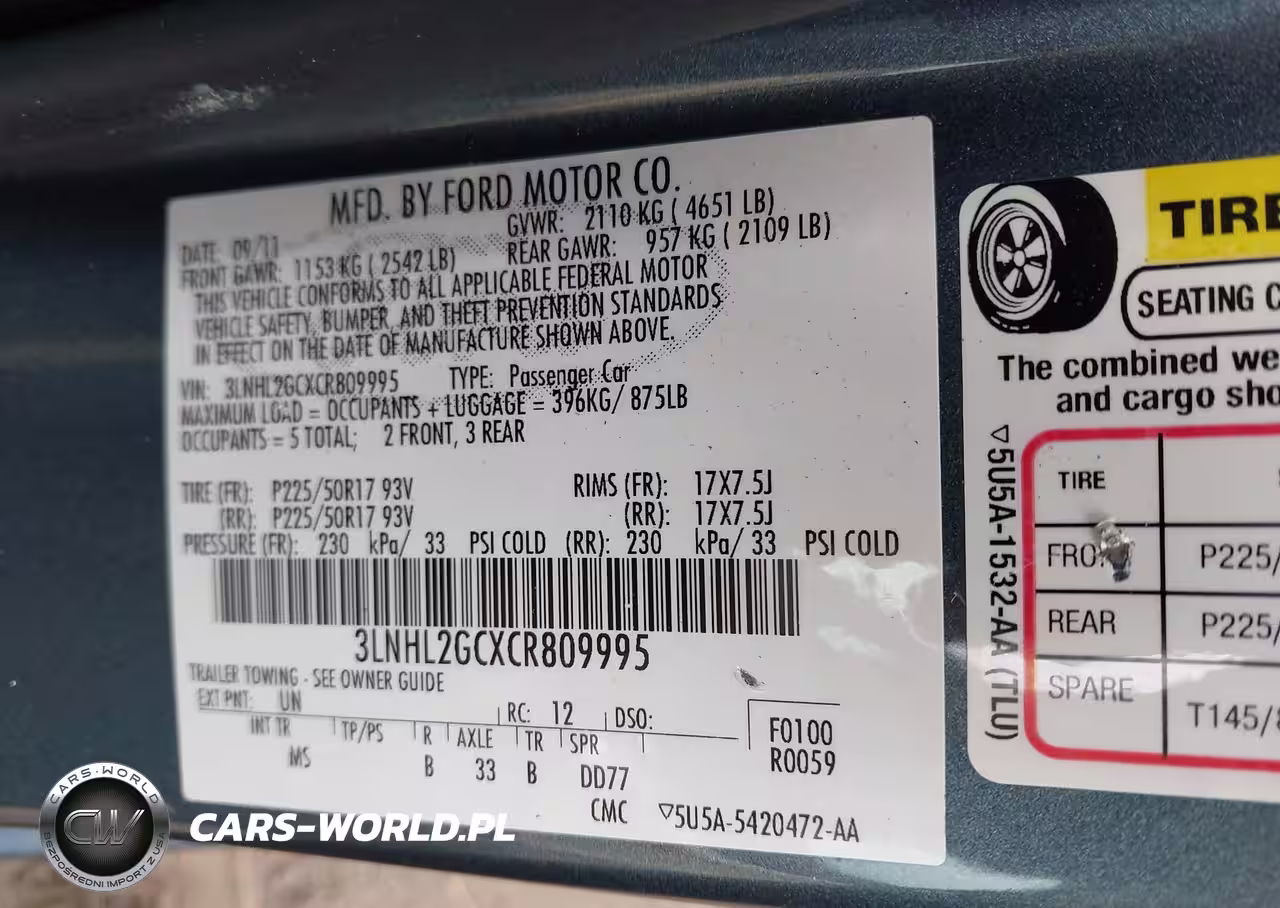 MFD. BY FORD MOTOR CO.
DATE: 09/11
GVWR: 2110 KG ( 4651 LB)
FRONT GAWR: 1153 KG ( 2542 LB)
REAR GAWR: 957 KG ( 2109 LB)
THIS VEHICLE CONFORMS TO ALL APPLICABLE FEDERAL MOTOR
VEHICLE SAFETY, BUMPER, AND THEFT PREVENTION STANDARDS
IN EFFECT ON THE DATE OF MANUFACTURE SHOWN ABOVE.
VIN: 3LNHL2GCXCR809995 TYPE: Passenger Car
MAXIMUM LOAD = OCCUPANTS + LUGGAGE = 396KG/ 875LB
OCCUPANTS = 5 TOTAL; 2 FRONT, 3 REAR
TIRE (FR): P225/50R17 93V RIMS (FR): 17X7.5J
(RR): P225/50R17 93V (RR): 17X7.5J
PRESSURE (FR): 230 kPa/ 33 PSI COLD (RR): 230 kPa/ 33 PSI COLD
3LNHL2GCXCR809995
TRAILER TOWING - SEE OWNER GUIDE
EXT PNT: UN RC: 12 DSO:
INT TR TP/PS R AXLE TR SPR
MS B 33 B DD77
F0100
R0059
CMC ▽5U5A-5420472-AA
TIRE
SEATING C
The combined we
and cargo sho
▽5U5A-1532-AA (TLU)
TIRE
FRO P225/
REAR P225/
SPARE T145/
CARS-WORLD
CW
BEZPOŚREDNI IMPORT Z USA
CARS-WORLD.PL